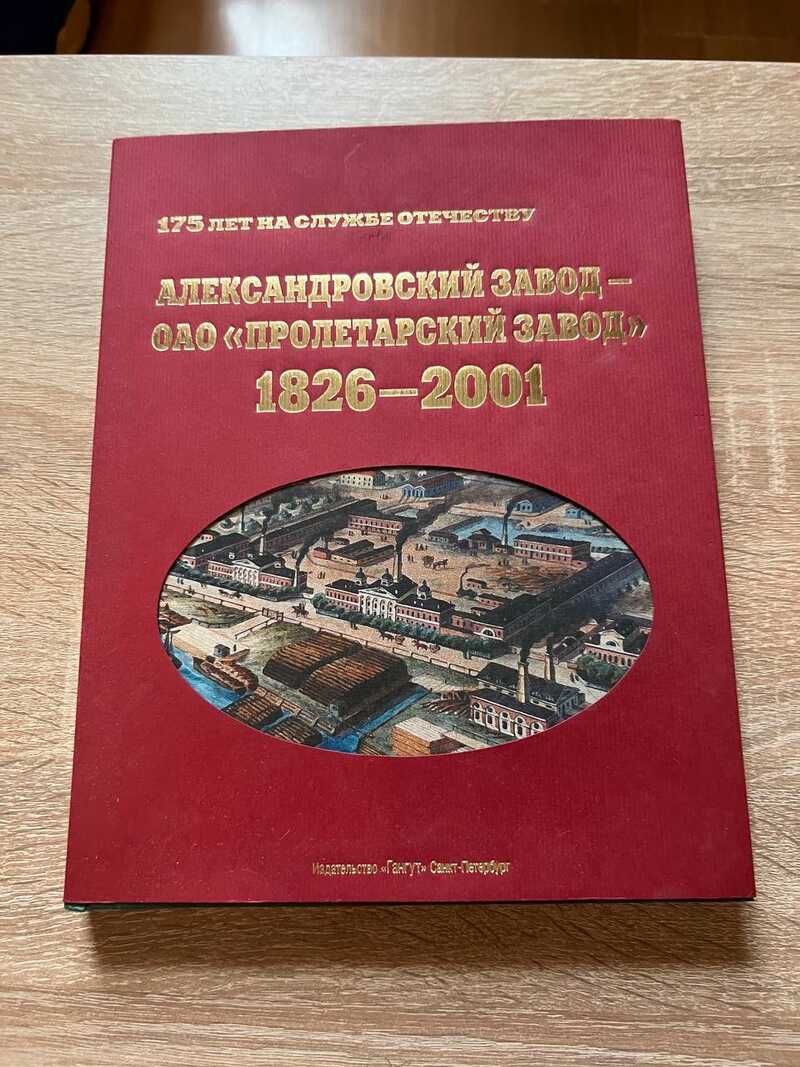 175 ЛЕТ НА СЛУЖБЕ ОТЕЧЕСТВУ
АЛЕКСАНДРОВСКИЙ ЗАВОД –
ОАО «ПРОЛЕТАРСКИЙ ЗАВОД»
1826–2001
Издательство «Гангут» Санкт-Петербург